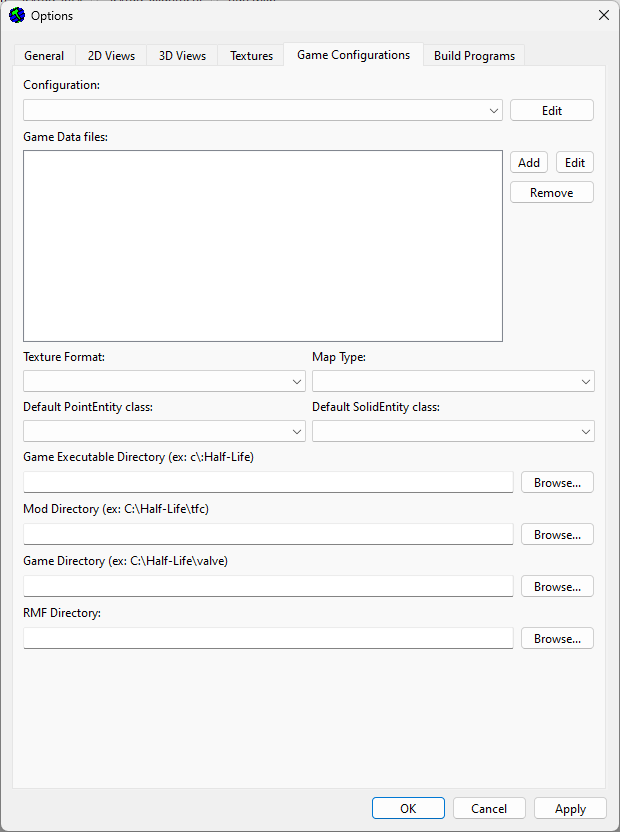 Options
General 2D Views 3D Views Textures Game Configurations Build Programs
Configuration:
Edit
Game Data files:
Add Edit
Remove
Texture Format: Map Type:
Default PointEntity class: Default SolidEntity class:
Game Executable Directory (ex: c\:Half-Life)
Browse...
Mod Directory (ex: C:\Half-Life\tfc)
Browse...
Game Directory (ex: C:\Half-Life\valve)
Browse...
RMF Directory:
Browse...
OK Cancel Apply